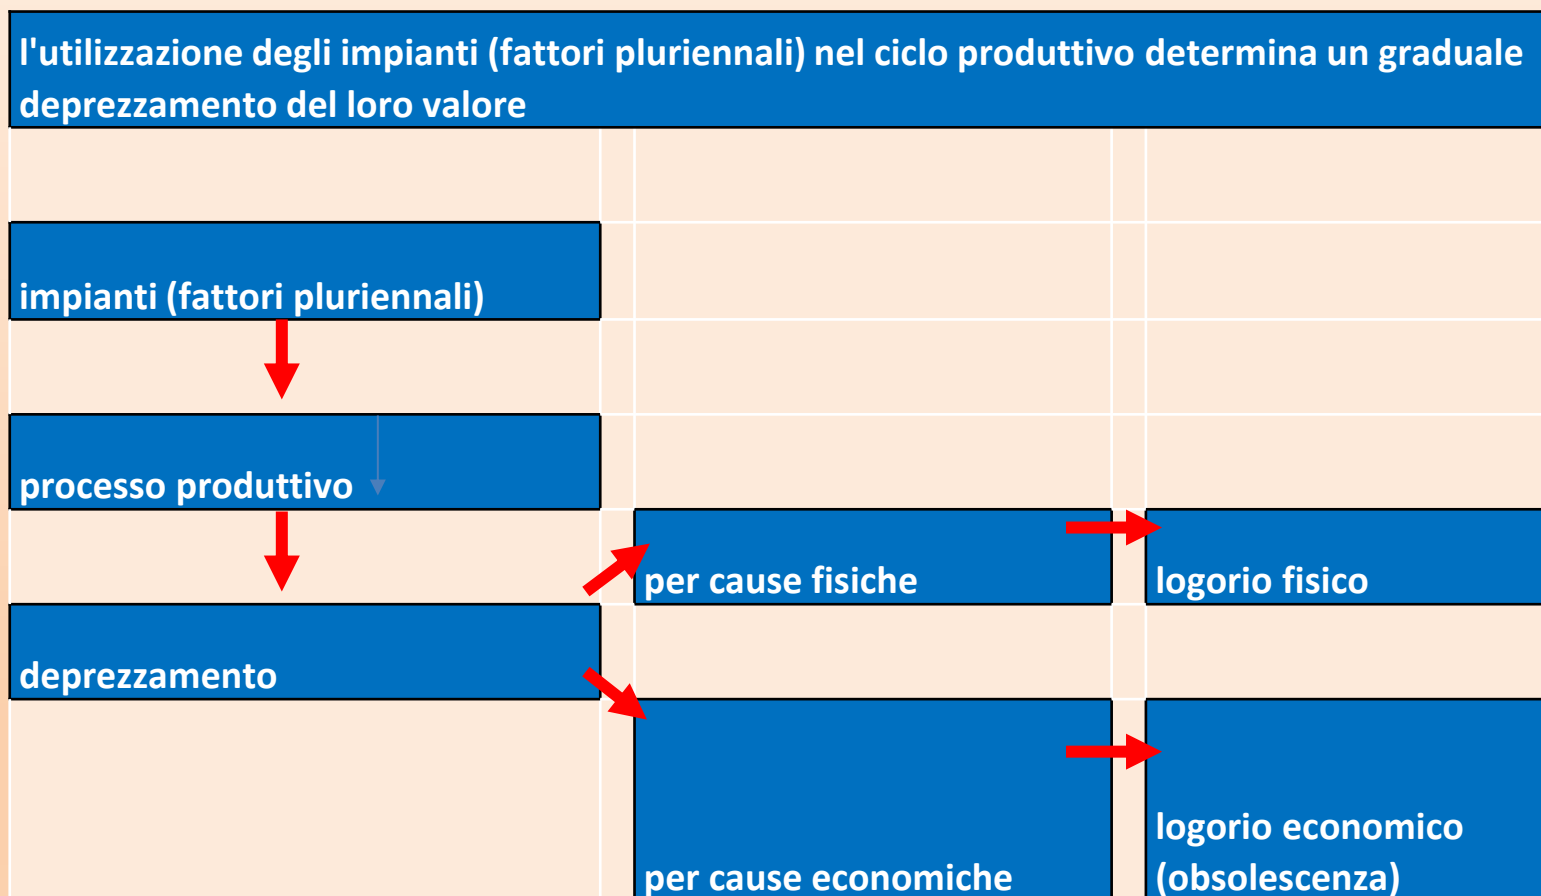 l'utilizzazione degli impianti (fattori pluriennali) nel ciclo produttivo determina un graduale
deprezzamento del loro valore
impianti (fattori pluriennali)
processo produttivo
per cause fisiche
logorio fisico
deprezzamento
per cause economiche
logorio economico
(obsolescenza)